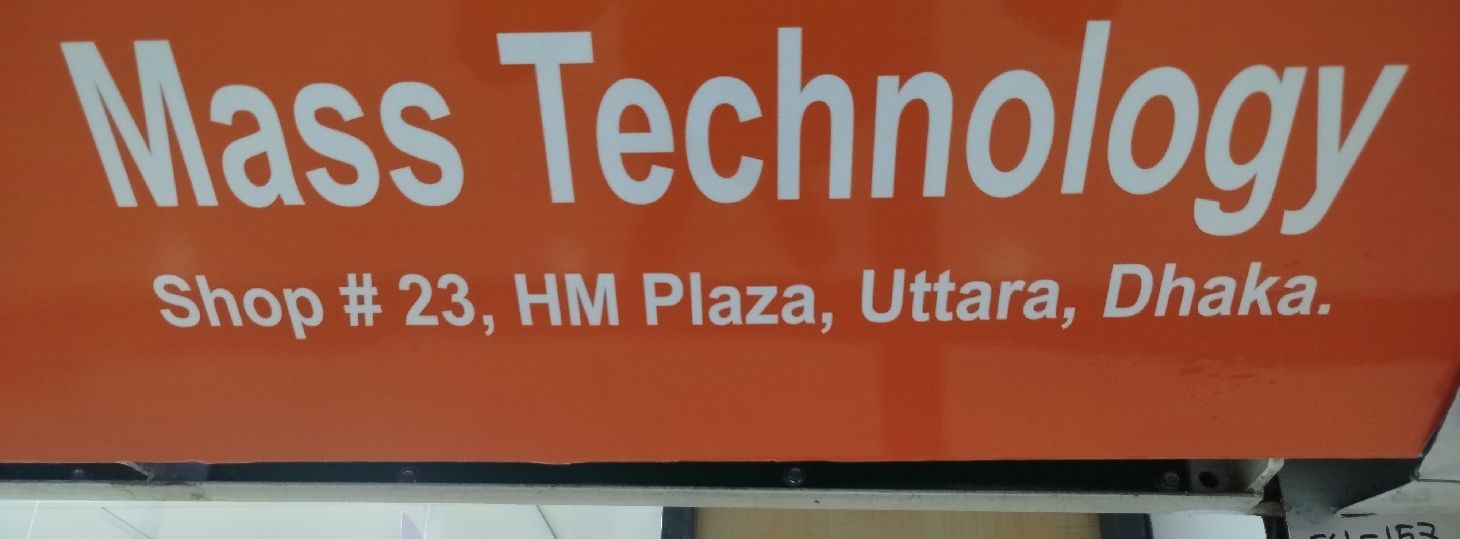 Mass Technology
Shop # 23, HM Plaza, Uttara, Dhaka.